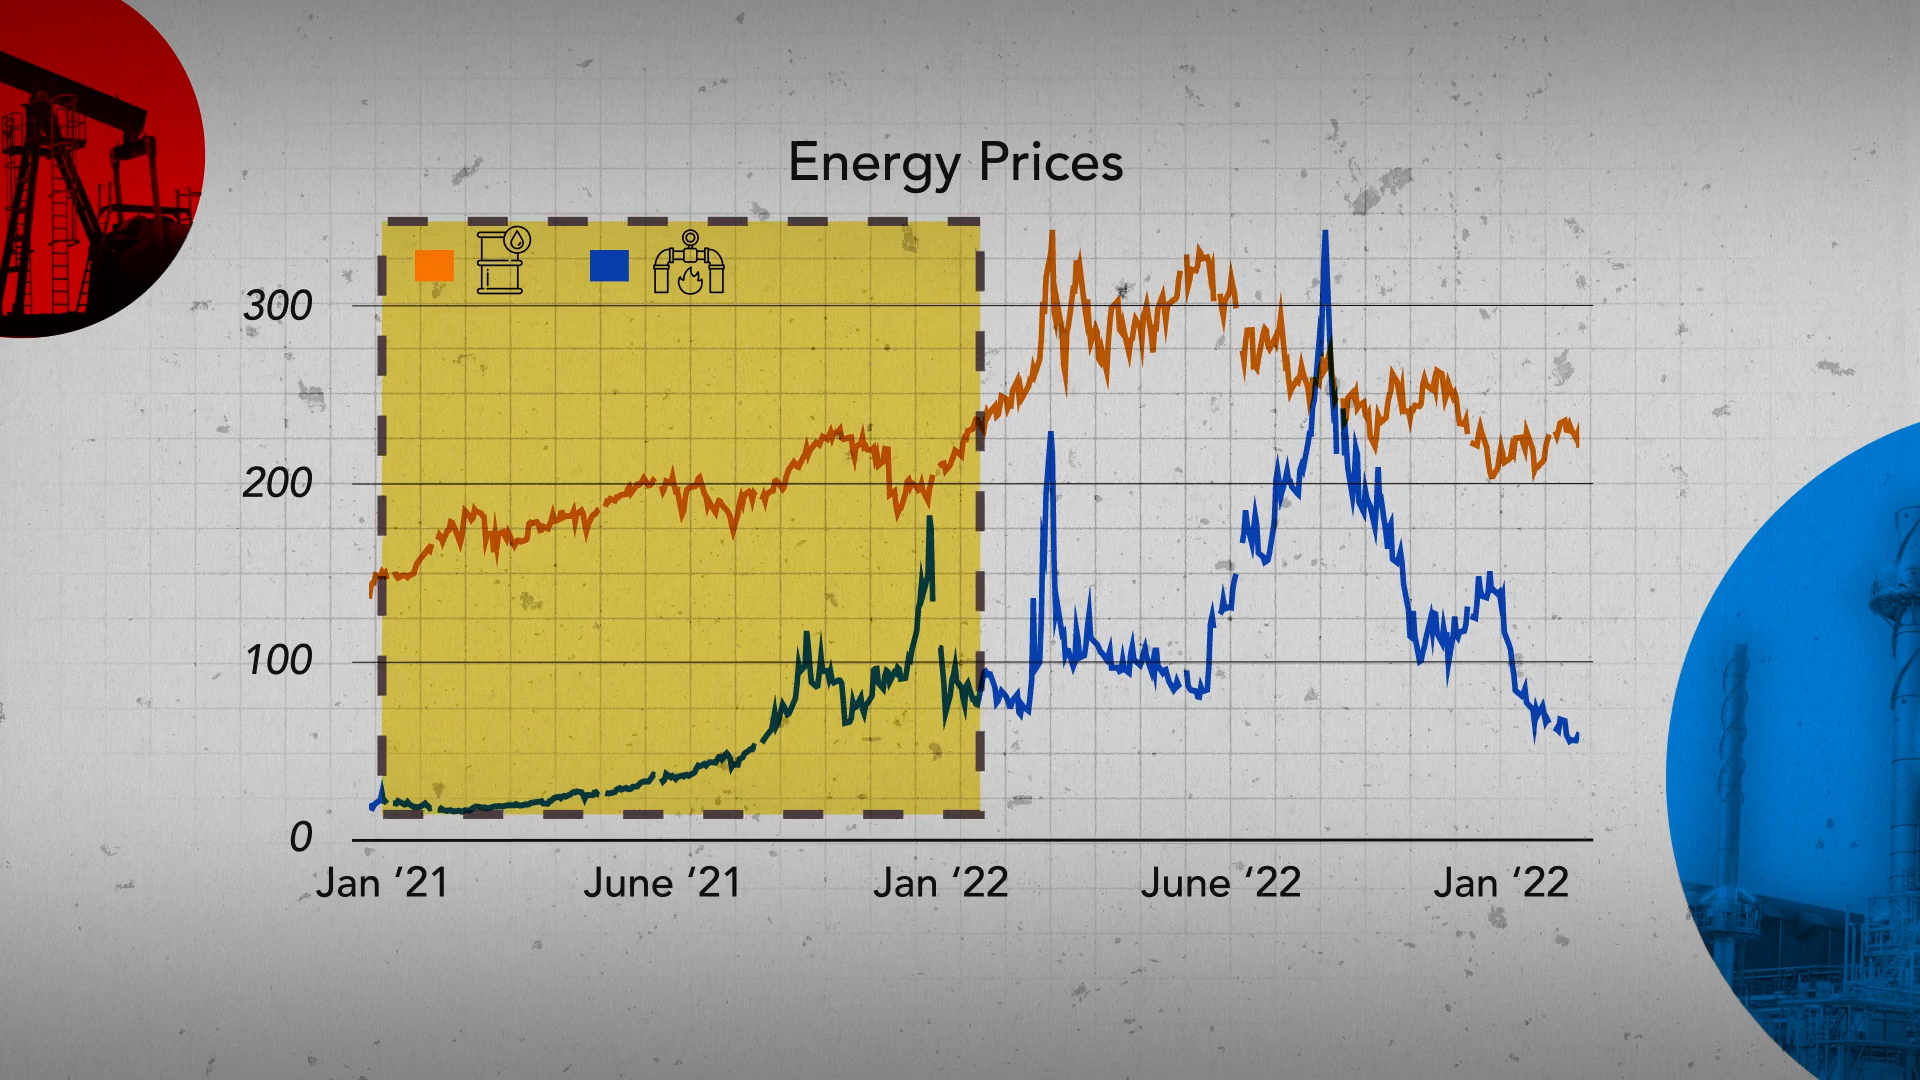 Energy Prices
300
200
100
0
Jan ’21 June ’21 Jan ’22 June ’22 Jan ’22